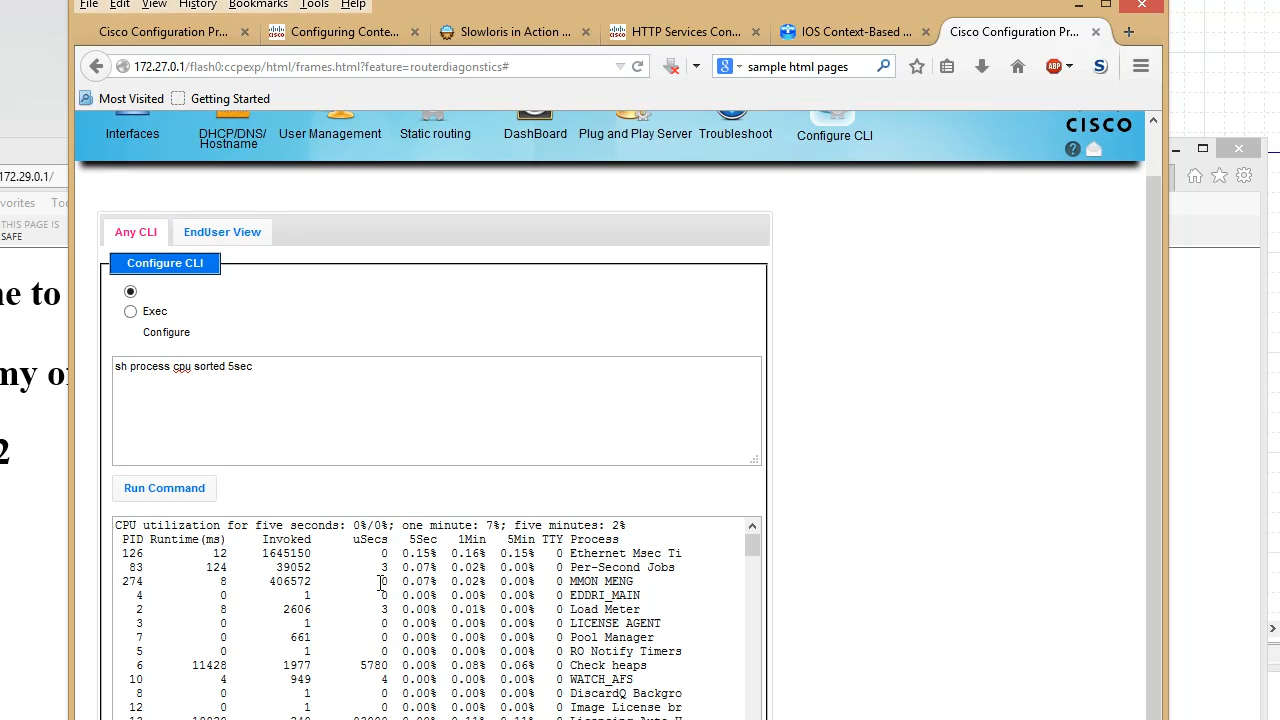 File Edit View History Bookmarks Tools Help
Cisco Configuration Pr... × Configuring Conte... × Slowloris in Action ... × HTTP Services Con... × IOS Context-Based ... × Cisco Configuration Pr... ×
172.27.0.1/flash0:ccpexp/html/frames.html?feature=routerdiagonstics# sample html pages ABP S
Most Visited Getting Started
Interfaces DHCP/DNS/ Hostname User Management Static routing DashBoard Plug and Play Server Troubleshoot Configure CLI CISCO
172.29.0.1/
vorites Too
THIS PAGE IS
SAFE
ne to
my of
2
Any CLI EndUser View
Configure CLI
Exec
Configure
sh process cpu sorted 5sec
Run Command
CPU utilization for five seconds: 0%/0%; one minute: 7%; five minutes: 2%
PID Runtime(ms) Invoked uSecs 5Sec 1Min 5Min TTY Process
126 12 1645150 0 0.15% 0.16% 0.15% 0 Ethernet Msec Ti
83 124 39052 3 0.07% 0.02% 0.00% 0 Per-Second Jobs
274 8 406572 0 0.07% 0.02% 0.00% 0 MMON MENG
4 0 1 0 0.00% 0.00% 0.00% 0 EDDRI_MAIN
2 8 2606 3 0.00% 0.01% 0.00% 0 Load Meter
3 0 1 0 0.00% 0.00% 0.00% 0 LICENSE AGENT
7 0 661 0 0.00% 0.00% 0.00% 0 Pool Manager
5 0 1 0 0.00% 0.00% 0.00% 0 RO Notify Timers
6 11428 1977 5780 0.00% 0.08% 0.06% 0 Check heaps
10 4 949 4 0.00% 0.00% 0.00% 0 WATCH_AFS
8 0 1 0 0.00% 0.00% 0.00% 0 DiscardQ Backgro
12 0 1 0 0.00% 0.00% 0.00% 0 Image License br